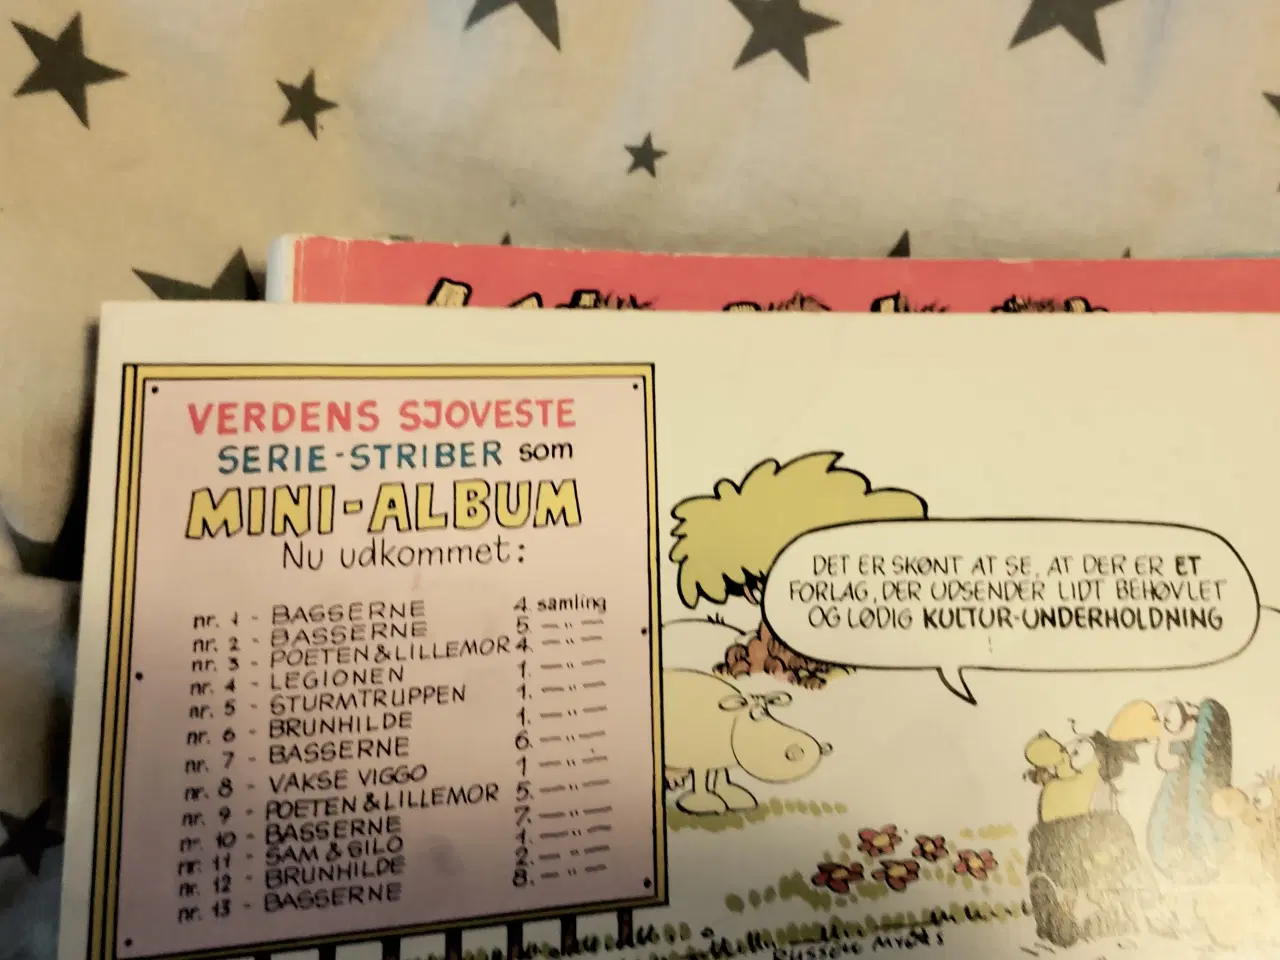 VERDENS SJOVESTE
SERIE-STRIBER som
MINI-ALBUM
Nu udkommet:
nr. 1 - BASSERNE 4. samling
nr. 2 - BASSERNE 5. — " —
nr. 3 - POETEN & LILLEMOR 4. — " —
nr. 4 - LEGIONEN 1. — " —
nr. 5 - STURMTRUPPEN 1. — " —
nr. 6 - BRUNHILDE 1. — " —
nr. 7 - BASSERNE 6. — " —
nr. 8 - VAKSE VIGGO 1 — " —
nr. 9 - POETEN & LILLEMOR 5. — " —
nr. 10 - BASSERNE 7. — " —
nr. 11 - SAM & SILO 1. — " —
nr. 12 - BRUNHILDE 2. — " —
nr. 13 - BASSERNE 8. — " —
DET ER SKØNT AT SE, AT DER ER ET
FORLAG, DER UDSENDER LIDT BEHØVLET
OG LØDIG KULTUR-UNDERHOLDNING
!
RUSSELL MYERS